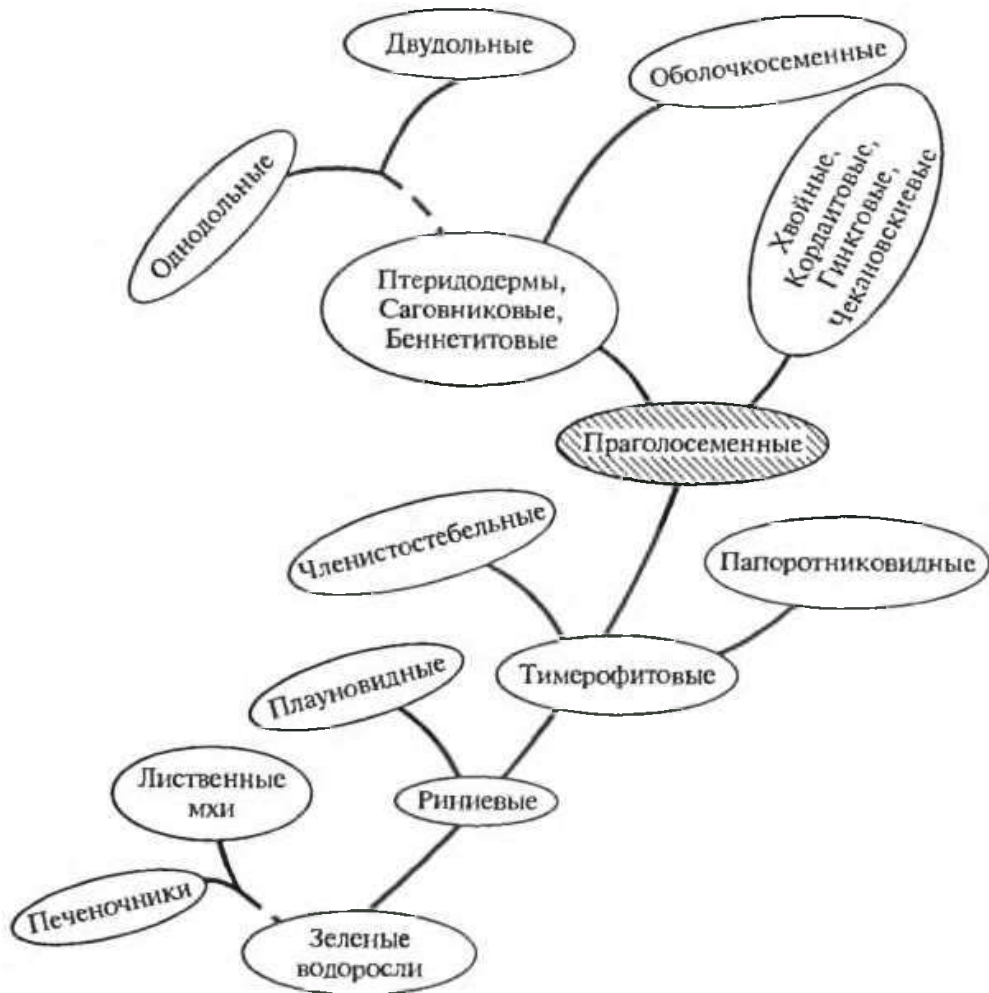 Двудольные
Оболочкосеменные
Однодольные
Хвойные,
Кордаитовые,
Гинкговые,
Чекановскиевые
Птеридодермы,
Саговниковые,
Беннетитовые
Праголосеменные
Членистостебельные
Папоротниковидные
Тимерофитовые
Плауновидные
Лиственные
мхи
Риниевые
Печеночники
Зеленые
водоросли